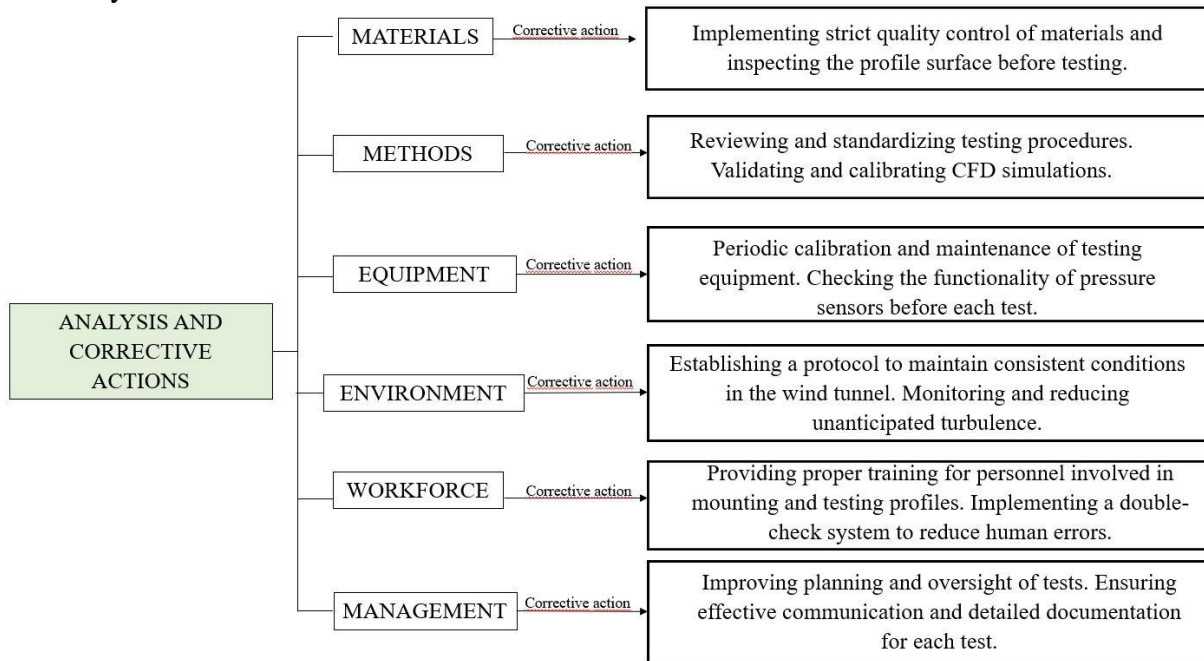 MATERIALS
Corrective action
Implementing strict quality control of materials and
inspecting the profile surface before testing.
METHODS
Corrective action
Reviewing and standardizing testing procedures.
Validating and calibrating CFD simulations.
EQUIPMENT
Corrective action
Periodic calibration and maintenance of testing
equipment. Checking the functionality of pressure
sensors before each test.
ANALYSIS AND
CORRECTIVE
ACTIONS
ENVIRONMENT
Corrective action
Establishing a protocol to maintain consistent conditions
in the wind tunnel. Monitoring and reducing
unanticipated turbulence.
WORKFORCE
Corrective action
Providing proper training for personnel involved in
mounting and testing profiles. Implementing a double-
check system to reduce human errors.
MANAGEMENT
Corrective action
Improving planning and oversight of tests. Ensuring
effective communication and detailed documentation
for each test.